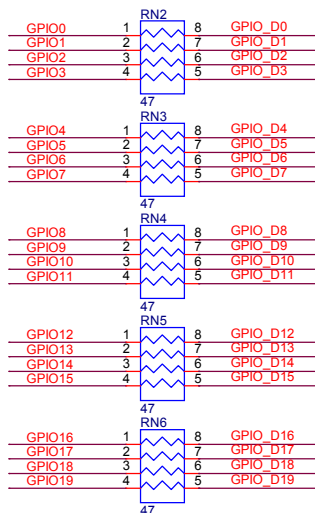 RN2
GPIO0 1 8 GPIO_D0
GPIO1 2 7 GPIO_D1
GPIO2 3 6 GPIO_D2
GPIO3 4 5 GPIO_D3
47
RN3
GPIO4 1 8 GPIO_D4
GPIO5 2 7 GPIO_D5
GPIO6 3 6 GPIO_D6
GPIO7 4 5 GPIO_D7
47
RN4
GPIO8 1 8 GPIO_D8
GPIO9 2 7 GPIO_D9
GPIO10 3 6 GPIO_D10
GPIO11 4 5 GPIO_D11
47
RN5
GPIO12 1 8 GPIO_D12
GPIO13 2 7 GPIO_D13
GPIO14 3 6 GPIO_D14
GPIO15 4 5 GPIO_D15
47
RN6
GPIO16 1 8 GPIO_D16
GPIO17 2 7 GPIO_D17
GPIO18 3 6 GPIO_D18
GPIO19 4 5 GPIO_D19
47